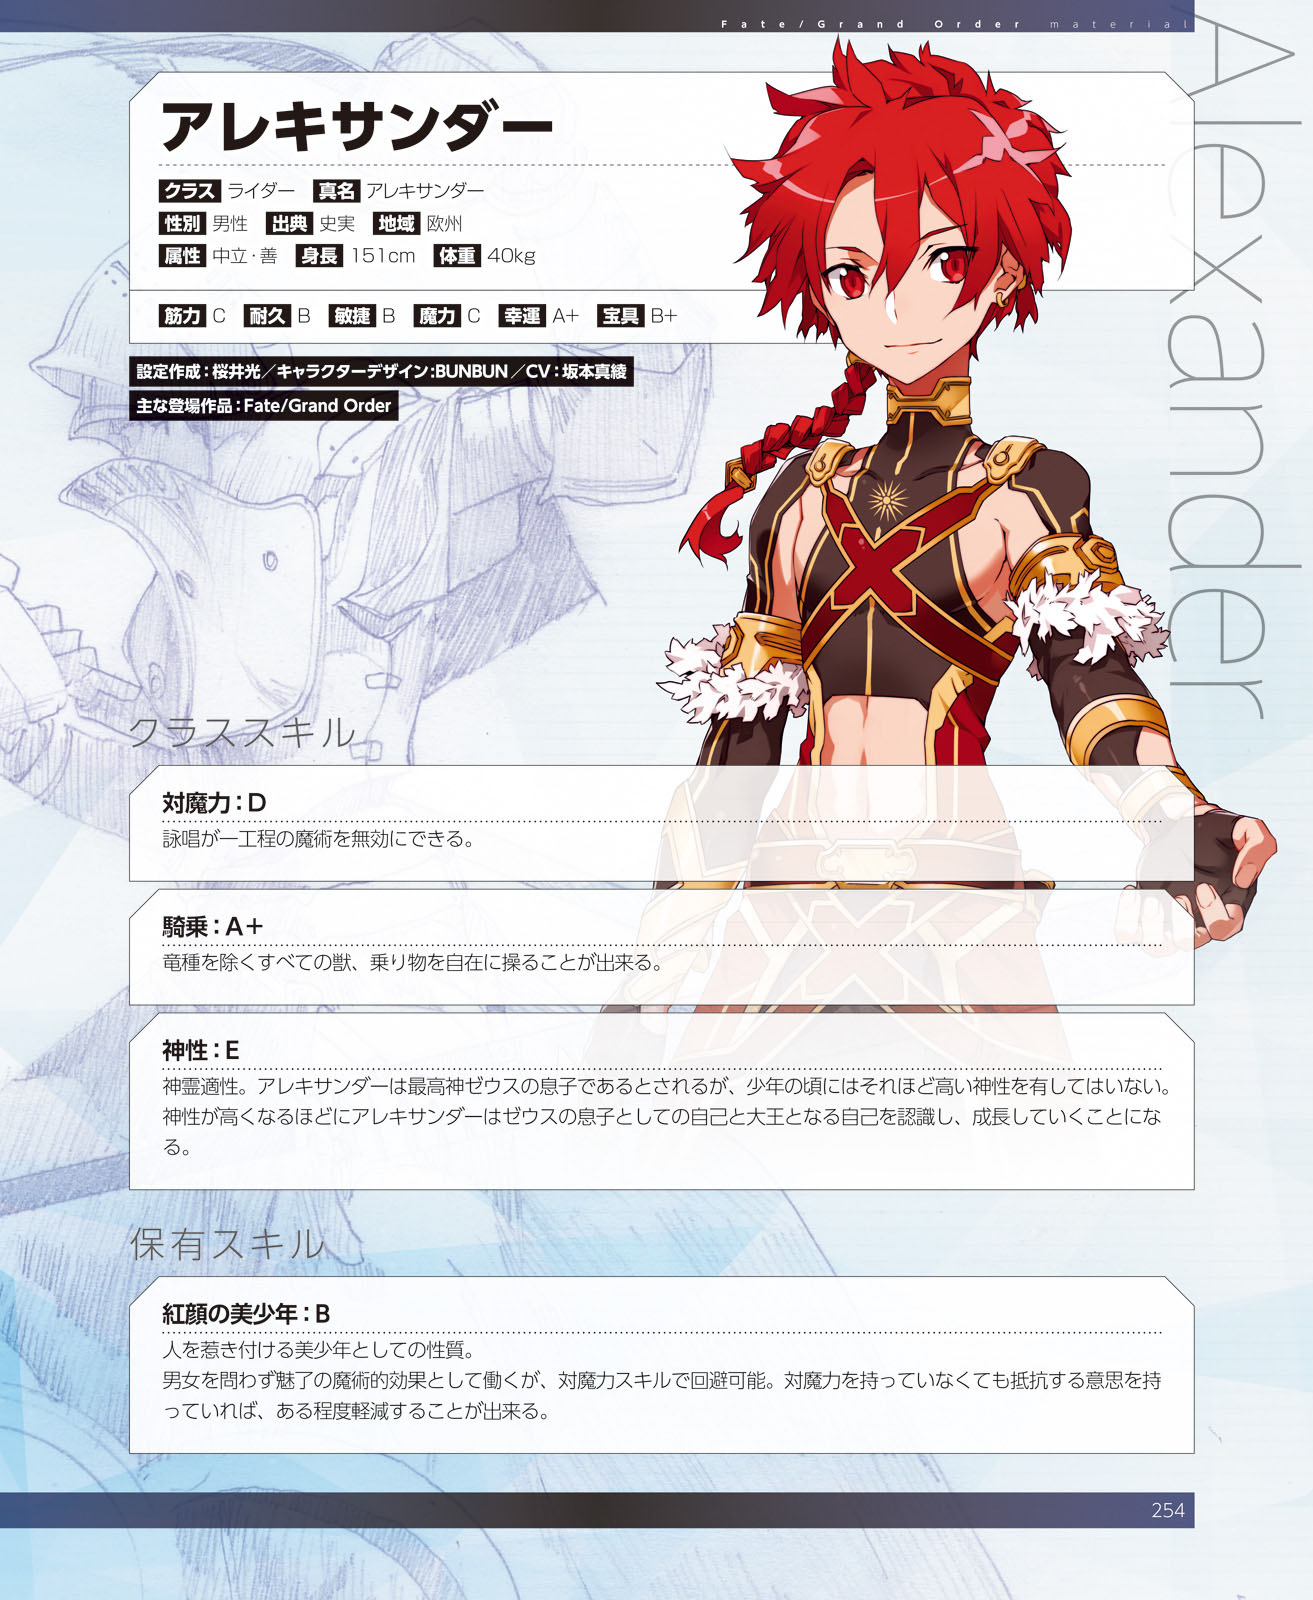 Fate/Grand Order material
Alexander
アレキサンダー
クラス ライダー 真名 アレキサンダー
性別 男性 出典 史実 地域 欧州
属性 中立・善 身長 151cm 体重 40kg
筋力 C 耐久 B 敏捷 B 魔力 C 幸運 A+ 宝具 B+
設定作成:桜井光/キャラクターデザイン:BUNBUN/CV:坂本真綾
主な登場作品:Fate/Grand Order
クラススキル
対魔力:D
詠唱が一工程の魔術を無効にできる。
騎乗:A+
竜種を除くすべての獣、乗り物を自在に操ることが出来る。
神性:E
神霊適性。アレキサンダーは最高神ゼウスの息子であるとされるが、少年の頃にはそれほど高い神性を有してはいない。
神性が高くなるほどにアレキサンダーはゼウスの息子としての自己と大王となる自己を認識し、成長していくことにな
る。
保有スキル
紅顔の美少年:B
人を惹き付ける美少年としての性質。
男女を問わず魅了の魔術的効果として働くが、対魔力スキルで回避可能。対魔力を持っていなくても抵抗する意思を持
っていれば、ある程度軽減することが出来る。
254